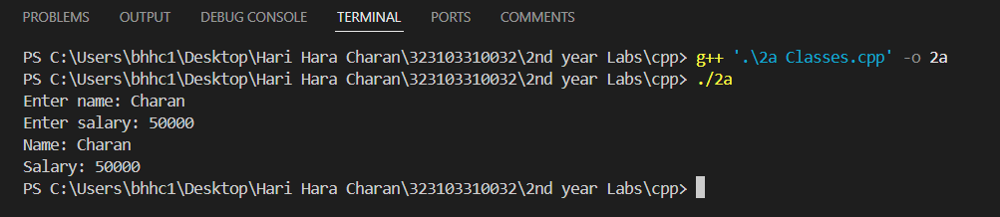 PROBLEMS OUTPUT DEBUG CONSOLE TERMINAL PORTS COMMENTS
PS C:\Users\bhhc1\Desktop\Hari Hara Charan\323103310032\2nd year Labs\cpp> g++ '.\2a Classes.cpp' -o 2a
PS C:\Users\bhhc1\Desktop\Hari Hara Charan\323103310032\2nd year Labs\cpp> ./2a
Enter name: Charan
Enter salary: 50000
Name: Charan
Salary: 50000
PS C:\Users\bhhc1\Desktop\Hari Hara Charan\323103310032\2nd year Labs\cpp>